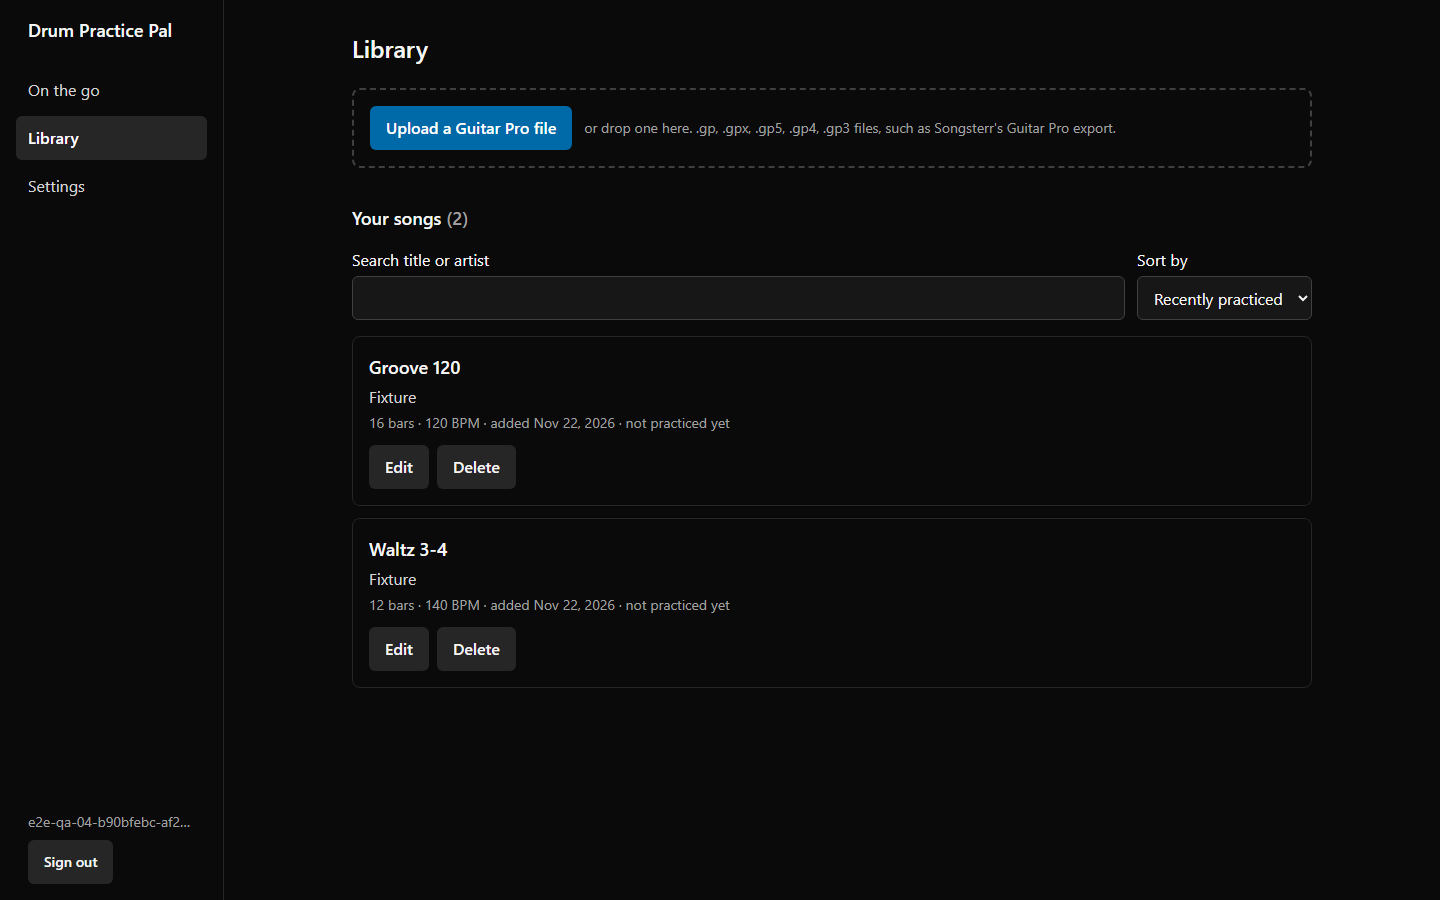 Drum Practice Pal
On the go
Library
Settings
e2e-qa-04-b90bfebc-af2...
Sign out
Library
Upload a Guitar Pro file
or drop one here. .gp, .gpx, .gp5, .gp4, .gp3 files, such as Songsterr's Guitar Pro export.
Your songs (2)
Search title or artist
Sort by
Recently practiced
Groove 120
Fixture
16 bars · 120 BPM · added Nov 22, 2026 · not practiced yet
Edit
Delete
Waltz 3-4
Fixture
12 bars · 140 BPM · added Nov 22, 2026 · not practiced yet
Edit
Delete